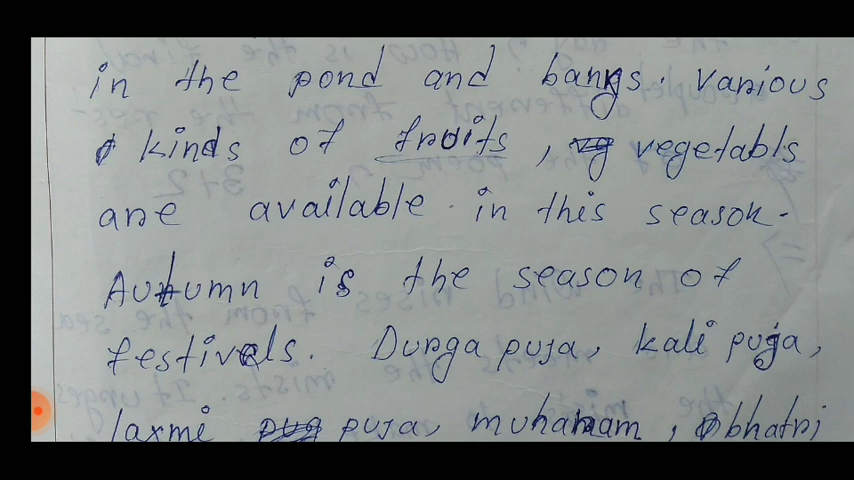 in the pond and bangs. Various
kinds of fruits, vegetabls
are available in this season.
Autumn is the season of
festivals. Durga puja, kali puja,
laxmi puja, muharam, bhatri